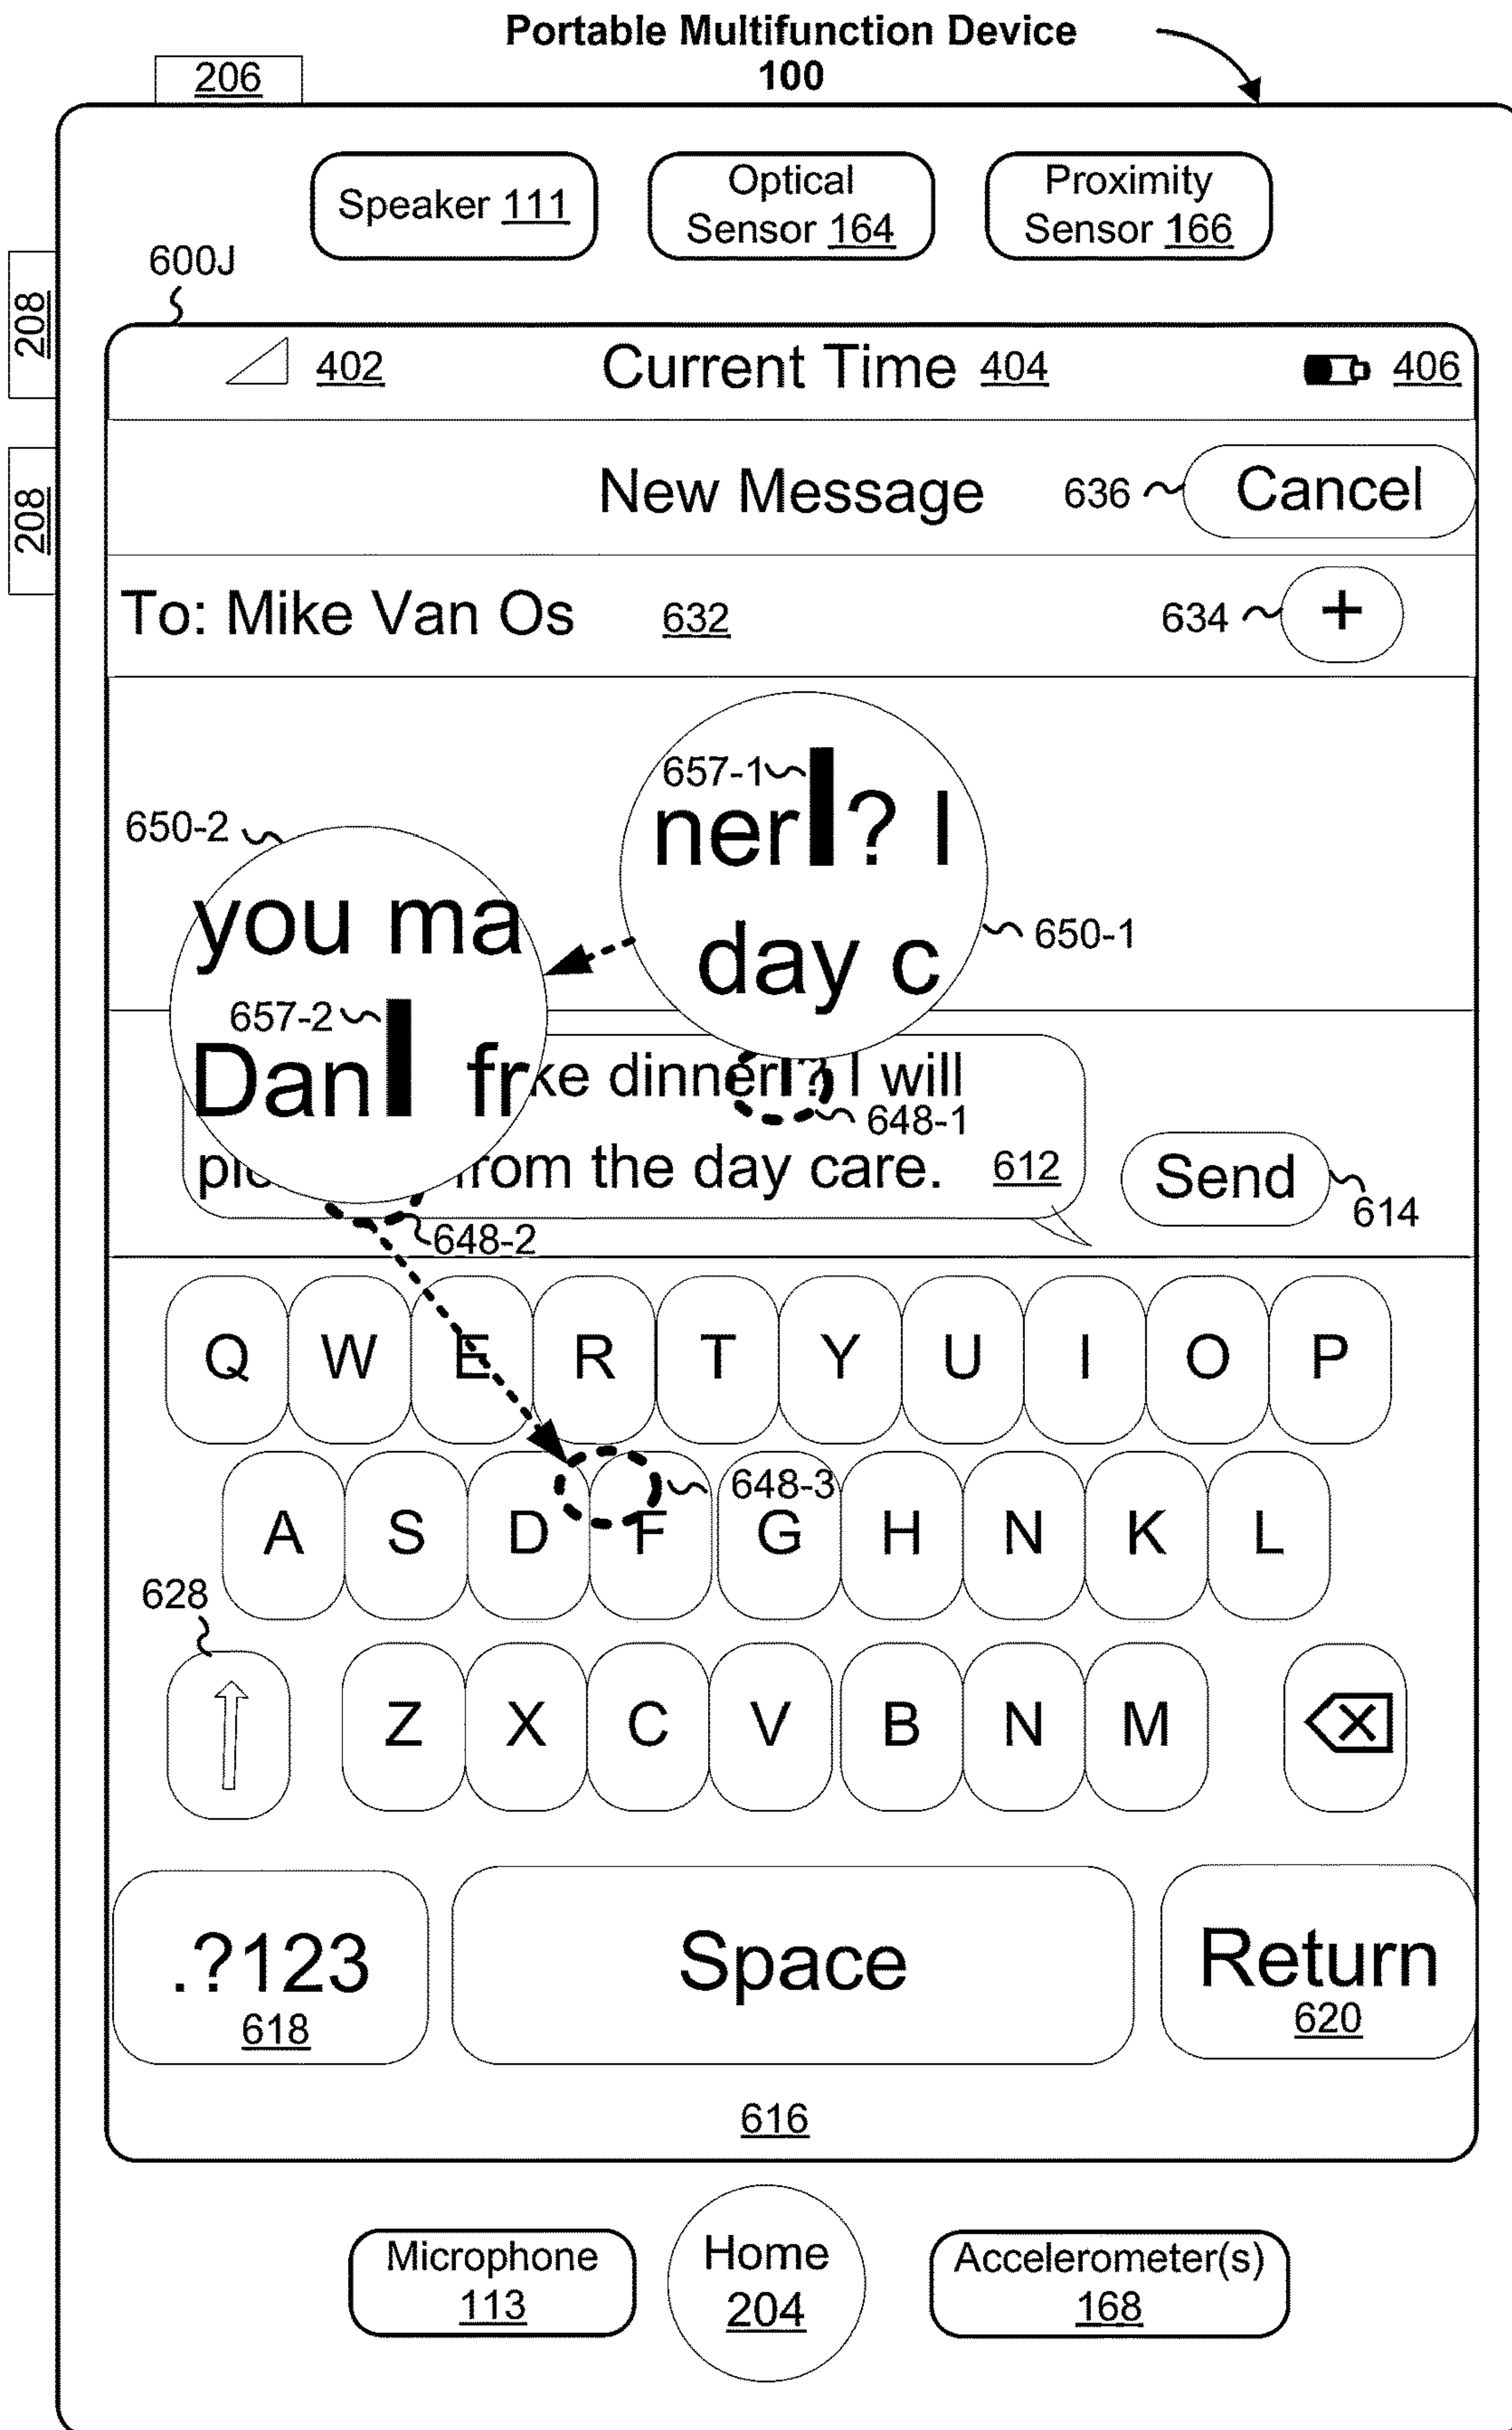 Portable Multifunction Device
100
206
Speaker 111
Optical
Sensor 164
Proximity
Sensor 166
208
208
600J
402 Current Time 404 406
New Message 636 Cancel
To: Mike Van Os 632 634 +
657-1
ner ? I
day c
650-1
650-2
you ma
657-2
Dan fr
ke dinner? I will
648-1
pic rom the day care. 612
Send
614
648-2
Q W E R T Y U I O P
648-3
A S D F G H N K L
628
Z X C V B N M
.?123
618
Space
Return
620
616
Microphone
113
Home
204
Accelerometer(s)
168